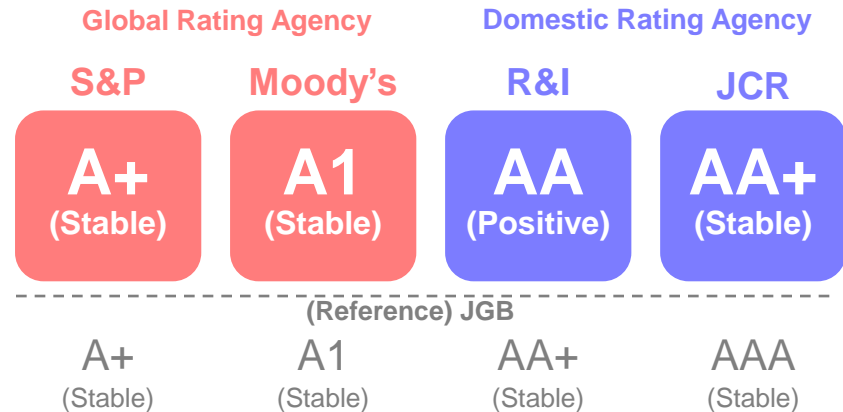 Global Rating Agency
Domestic Rating Agency
S&P
Moody’s
R&I
JCR
A+
(Stable)
A1
(Stable)
AA
(Positive)
AA+
(Stable)
(Reference) JGB
A+
(Stable)
A1
(Stable)
AA+
(Stable)
AAA
(Stable)